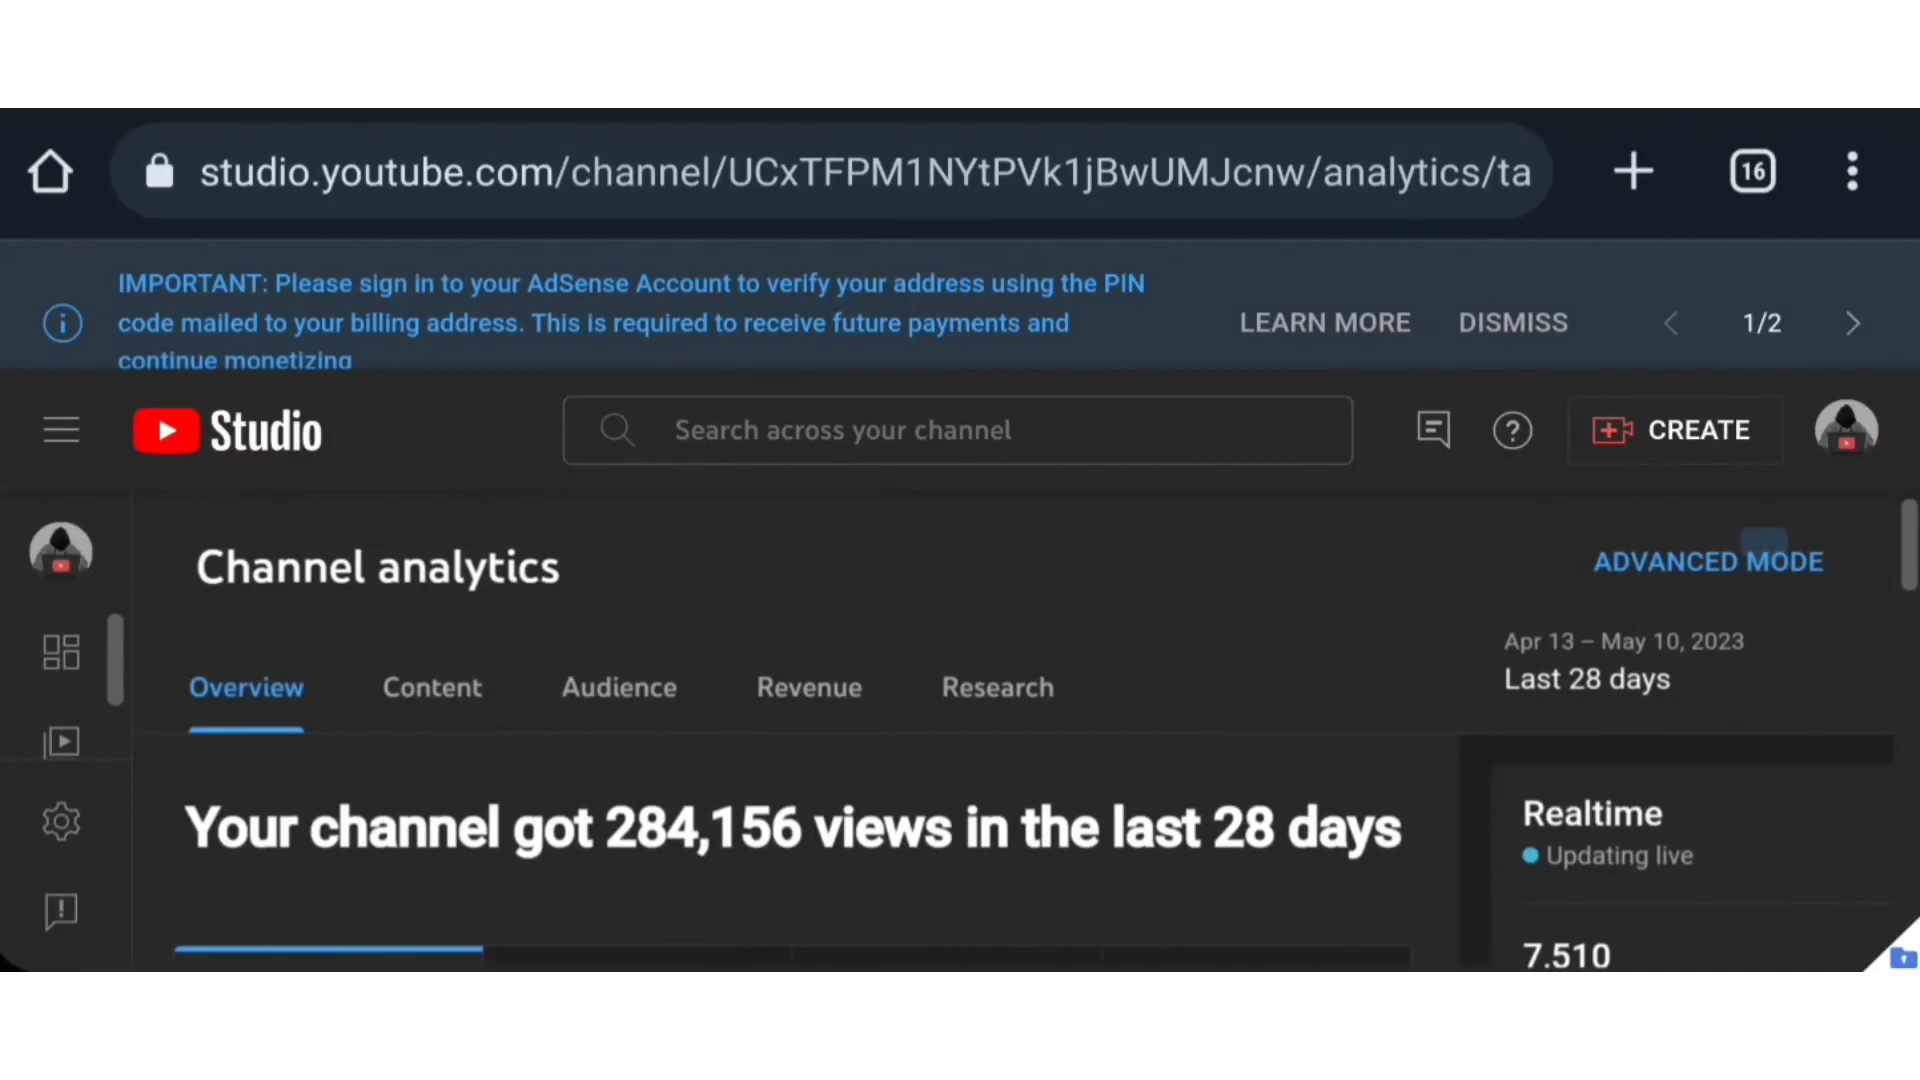 studio.youtube.com/channel/UCxTFPM1NYtPVk1jBwUMJcnw/analytics/ta
16
IMPORTANT: Please sign in to your AdSense Account to verify your address using the PIN
code mailed to your billing address. This is required to receive future payments and
continue monetizing
LEARN MORE
DISMISS
1/2
Studio
Search across your channel
CREATE
Channel analytics
ADVANCED MODE
Apr 13 – May 10, 2023
Last 28 days
Overview
Content
Audience
Revenue
Research
Your channel got 284,156 views in the last 28 days
Realtime
Updating live
7.510